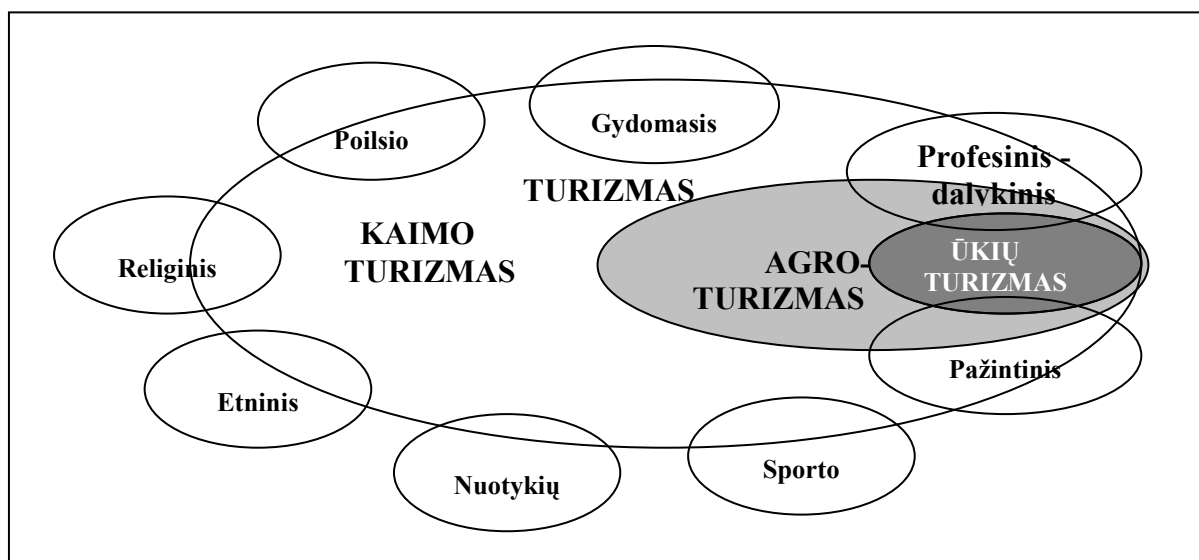 Poilsio
Gydomasis
Profesinis -
dalykinis
TURIZMAS
KAIMO
TURIZMAS
Religinis
AGRO-
TURIZMAS
ŪKIŲ
TURIZMAS
Pažintinis
Etninis
Nuotykių
Sporto